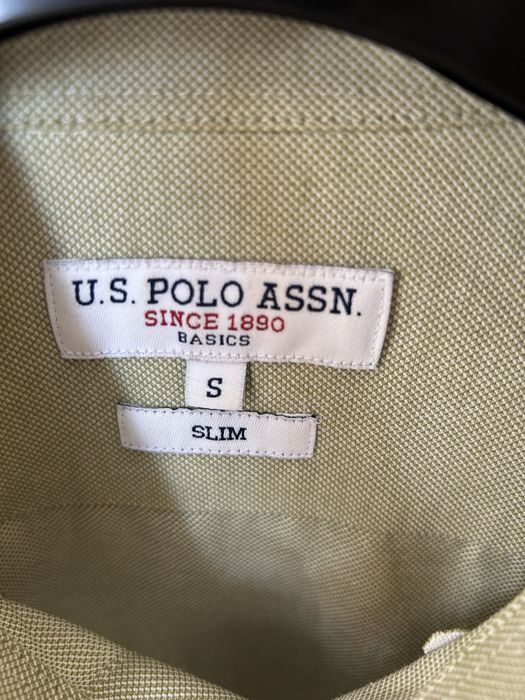 U.S. POLO ASSN.
SINCE 1890
BASICS
S
SLIM